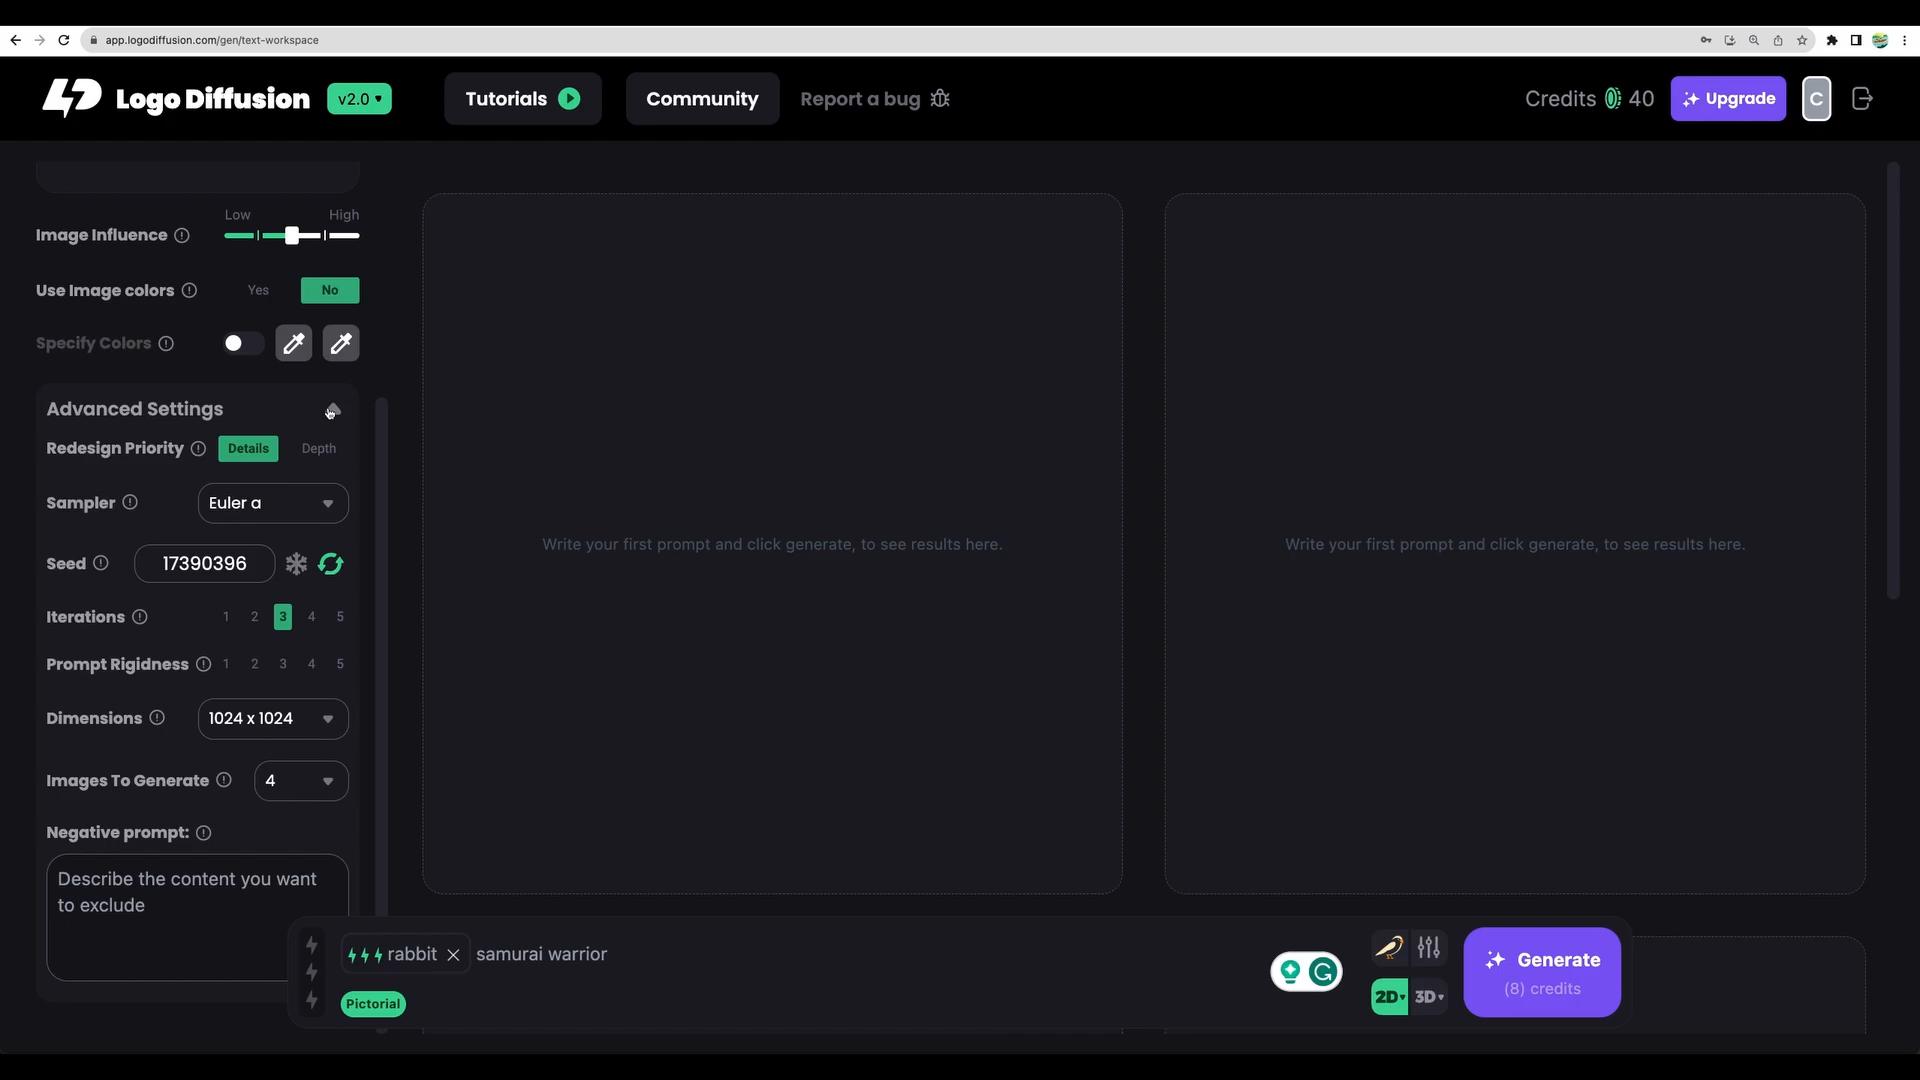 app.logodiffusion.com/gen/text-workspace
Logo Diffusion v2.0
Tutorials
Community
Report a bug
Credits 40
Upgrade
C
Low High
Image Influence
Use Image colors Yes No
Specify Colors
Advanced Settings
Redesign Priority Details Depth
Sampler Euler a
Seed 17390396
Iterations 1 2 3 4 5
Prompt Rigidness 1 2 3 4 5
Dimensions 1024 x 1024
Images To Generate 4
Negative prompt:
Describe the content you want
to exclude
Write your first prompt and click generate, to see results here.
Write your first prompt and click generate, to see results here.
rabbit samurai warrior
Pictorial
2D 3D
Generate
(8) credits